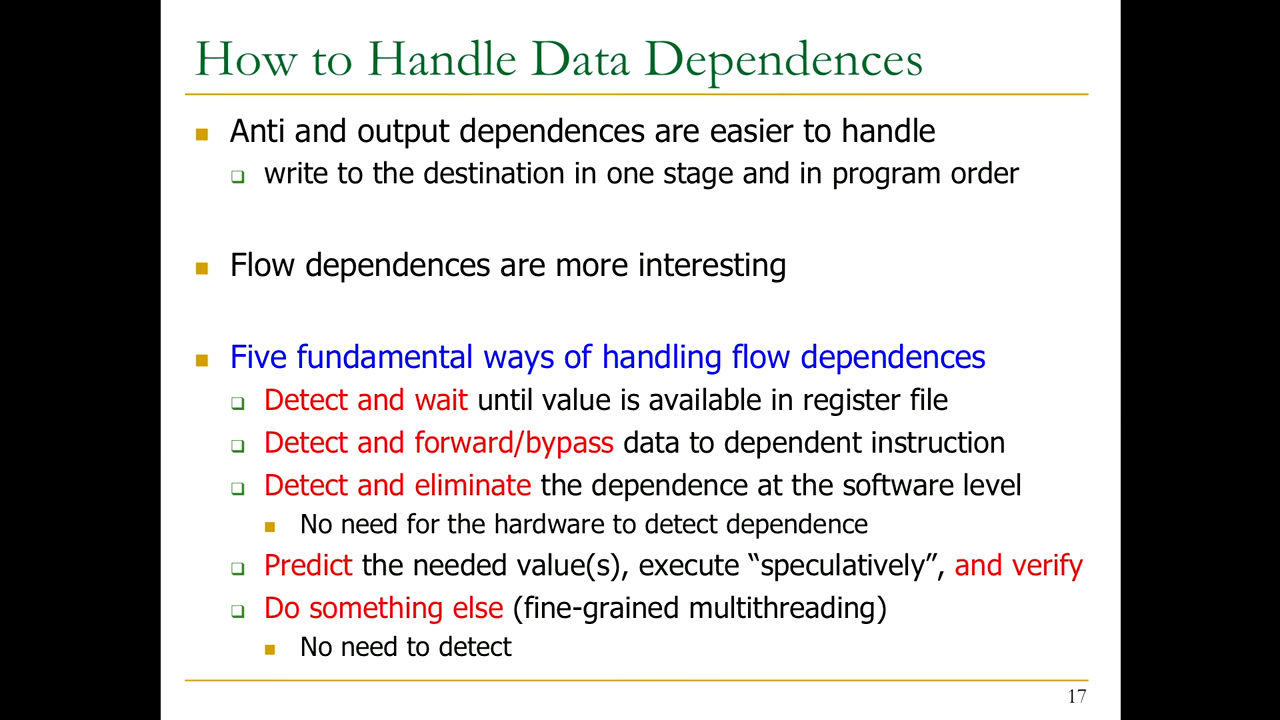 How to Handle Data Dependences
Anti and output dependences are easier to handle
write to the destination in one stage and in program order
Flow dependences are more interesting
Five fundamental ways of handling flow dependences
Detect and wait until value is available in register file
Detect and forward/bypass data to dependent instruction
Detect and eliminate the dependence at the software level
No need for the hardware to detect dependence
Predict the needed value(s), execute “speculatively”, and verify
Do something else (fine-grained multithreading)
No need to detect
17